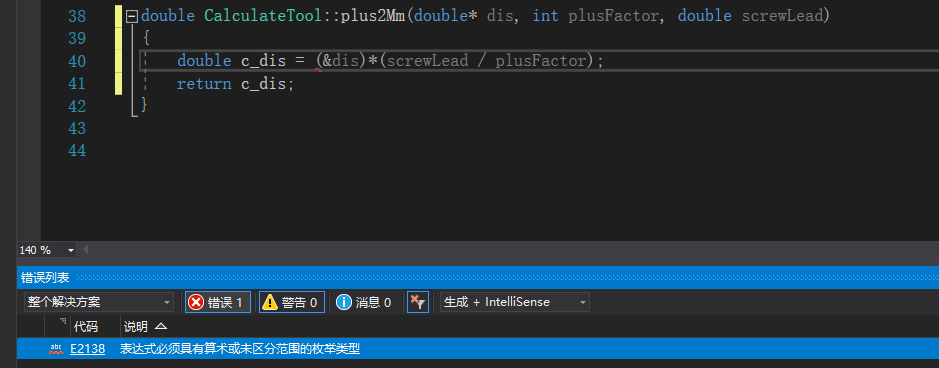 38 double CalculateTool::plus2Mm(double* dis, int plusFactor, double screwLead)
39 {
40 double c_dis = (&dis)*(screwLead / plusFactor);
41 return c_dis;
42 }
43
44
140 %
错误列表
整个解决方案 错误 1 警告 0 消息 0 生成 + IntelliSense
代码 说明
abc E2138 表达式必须具有算术或未区分范围的枚举类型